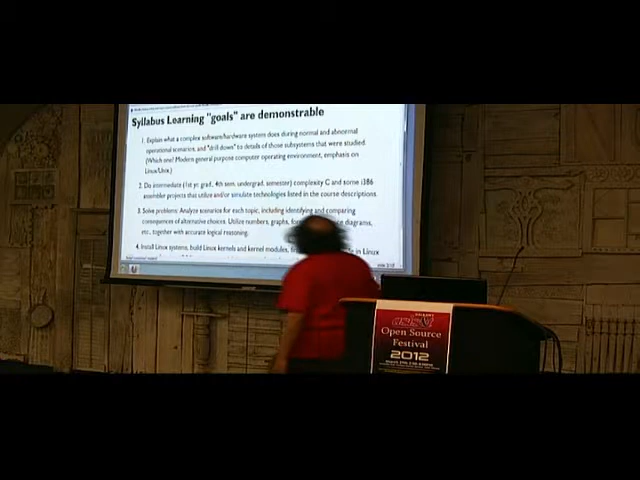 Syllabus Learning "goals" are demonstrable
1. Explain what a complex software/hardware system does during normal and abnormal
operational scenarios, and "drill down" to details of those subsystems that were studied.
(Which one? Modern general purpose computer operating environment, emphasis on
Linux/Unix.)
2. Do intermediate (1st yr. grad., 4th sem. undergrad. semester) complexity C and some i386
assembler projects that utilize and/or simulate technologies listed in the course descriptions.
3. Solve problems: Analyze scenarios for each topic, including identifying and comparing
consequences of alternative choices. Utilize numbers, graphs, diagrams,
etc., together with accurate logical reasoning.
4. Install Linux systems, build Linux kernels and kernel modules, in Linux
Open Source
Festival
2012